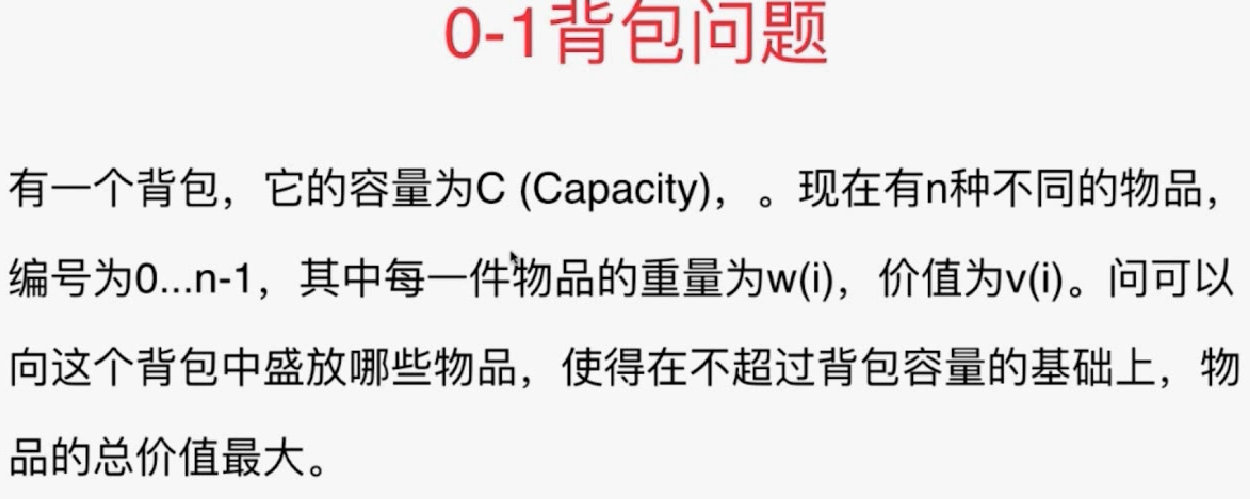 0-1背包问题
有一个背包，它的容量为C (Capacity)，。现在有n种不同的物品，
编号为0...n-1，其中每一件物品的重量为w(i)，价值为v(i)。问可以
向这个背包中盛放哪些物品，使得在不超过背包容量的基础上，物
品的总价值最大。